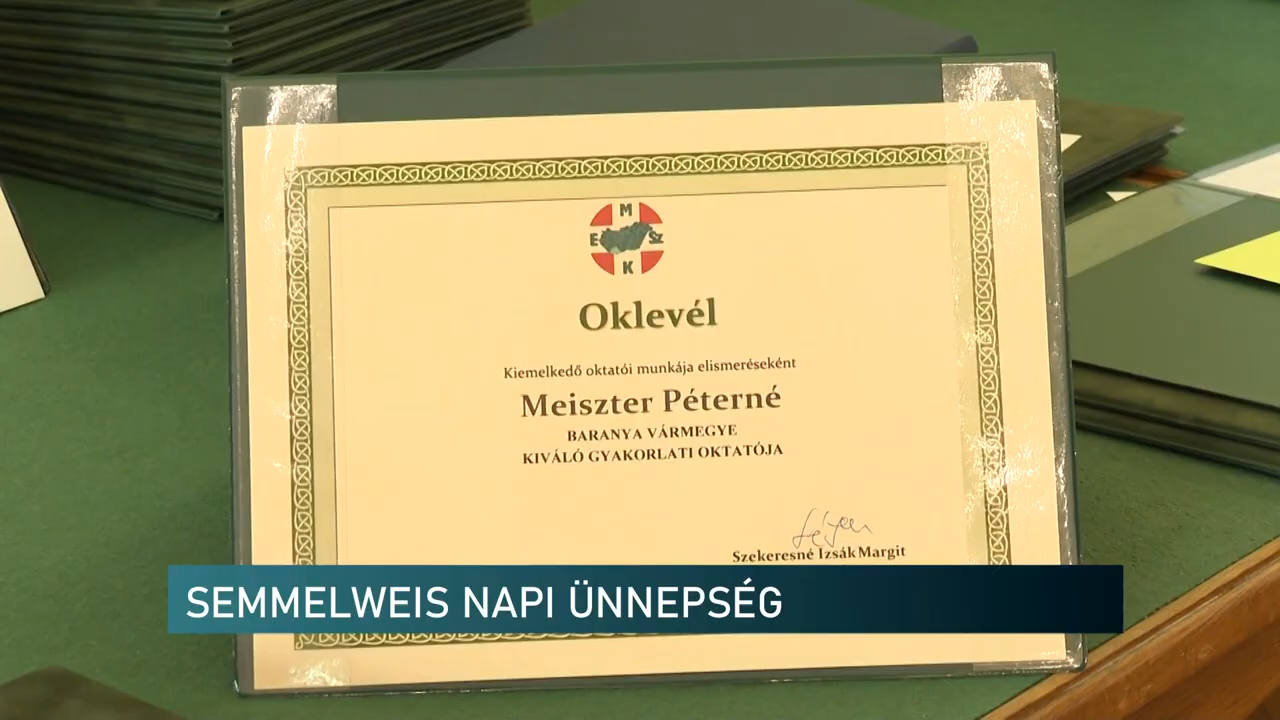 M
E SZ
K
Oklevél
Kiemelkedő oktatói munkája elismeréseként
Meiszter Péterné
BARANYA VÁRMEGYE
KIVÁLÓ GYAKORLATI OKTATÓJA
Szekeresné Izsák Margit
SEMMELWEIS NAPI ÜNNEPSÉG